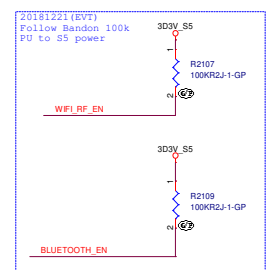 20181221(EVT)
Follow Bandon 100k
PU to S5 power
3D3V_S5
1
R2107
100KR2J-1-GP
2
WIFI_RF_EN
3D3V_S5
1
R2109
100KR2J-1-GP
2
BLUETOOTH_EN